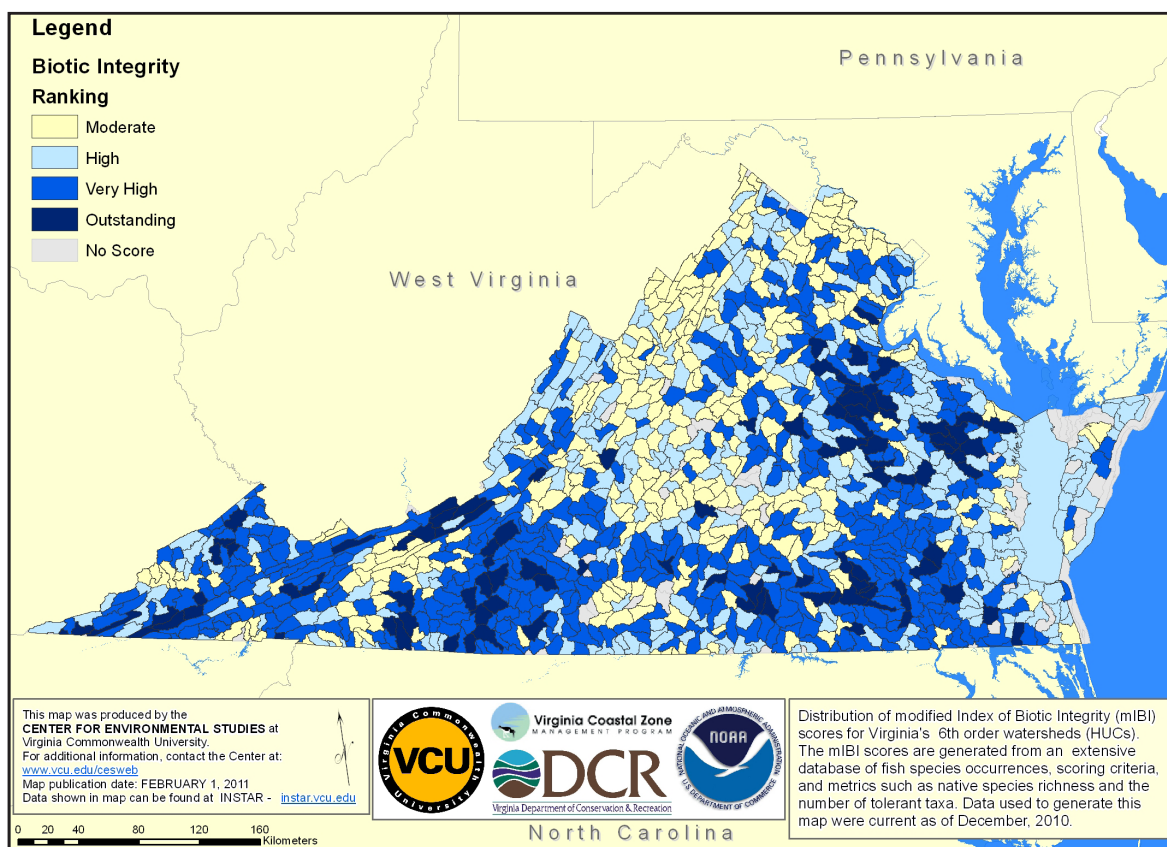 Legend
Biotic Integrity
Ranking
Moderate
High
Very High
Outstanding
No Score
Pennsylvania
West Virginia
North Carolina
This map was produced by the
CENTER FOR ENVIRONMENTAL STUDIES at
Virginia Commonwealth University.
For additional information, contact the Center at:
www.vcu.edu/cesweb
Map publication date: FEBRUARY 1, 2011
Data shown in map can be found at INSTAR - instar.vcu.edu
0 20 40 80 120 160
Kilometers
Virginia Commonwealth University
VCU
Virginia Coastal Zone
MANAGEMENT PROGRAM
DCR
Virginia Department of Conservation & Recreation
NATIONAL OCEANIC AND ATMOSPHERIC ADMINISTRATION
NOAA
U.S. DEPARTMENT OF COMMERCE
Distribution of modified Index of Biotic Integrity (mIBI)
scores for Virginia's 6th order watersheds (HUCs).
The mIBI scores are generated from an extensive
database of fish species occurrences, scoring criteria,
and metrics such as native species richness and the
number of tolerant taxa. Data used to generate this
map were current as of December, 2010.